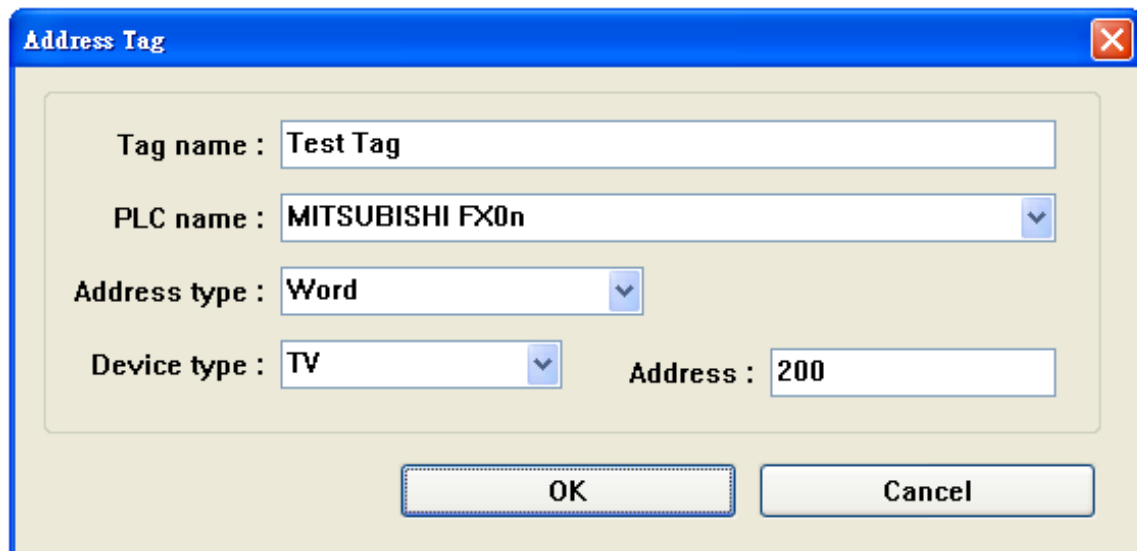 Address Tag
Tag name : Test Tag
PLC name : MITSUBISHI FX0n
Address type : Word
Device type : TV Address : 200
OK Cancel